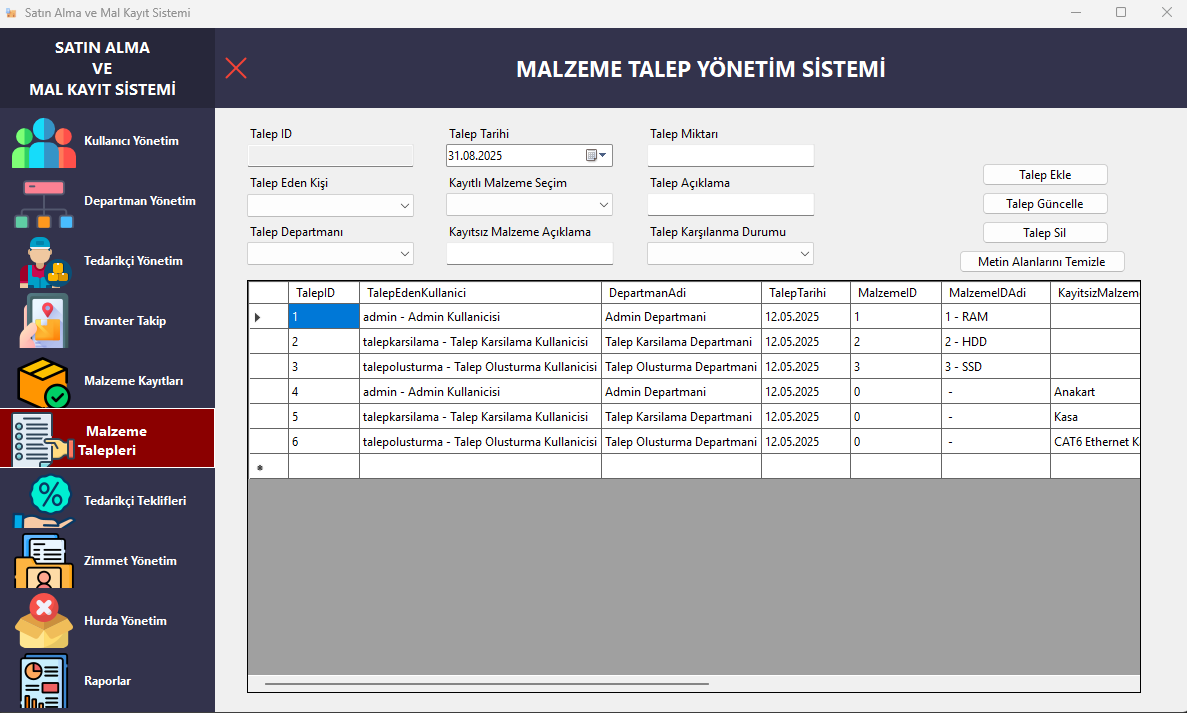 Satın Alma ve Mal Kayıt Sistemi
SATIN ALMA
VE
MAL KAYIT SİSTEMİ
Kullanıcı Yönetim
Departman Yönetim
Tedarikçi Yönetim
Envanter Takip
Malzeme Kayıtları
Malzeme
Talepleri
Tedarikçi Teklifleri
Zimmet Yönetim
Hurda Yönetim
Raporlar
MALZEME TALEP YÖNETİM SİSTEMİ
Talep ID Talep Tarihi Talep Miktarı
31.08.2025
Talep Eden Kişi Kayıtlı Malzeme Seçim Talep Açıklama
Talep Departmanı Kayıtsız Malzeme Açıklama Talep Karşılanma Durumu
Talep Ekle
Talep Güncelle
Talep Sil
Metin Alanlarını Temizle
TalepID TalepEdenKullanici DepartmanAdi TalepTarihi MalzemeID MalzemeIDAdi KayitsizMalzem
1 admin - Admin Kullanicisi Admin Departmani 12.05.2025 1 1 - RAM
2 talepkarsilama - Talep Karsilama Kullanicisi Talep Karsilama Departmani 12.05.2025 2 2 - HDD
3 talepolusturma - Talep Olusturma Kullanicisi Talep Olusturma Departmani 12.05.2025 3 3 - SSD
4 admin - Admin Kullanicisi Admin Departmani 12.05.2025 0 - Anakart
5 talepkarsilama - Talep Karsilama Kullanicisi Talep Karsilama Departmani 12.05.2025 0 - Kasa
6 talepolusturma - Talep Olusturma Kullanicisi Talep Olusturma Departmani 12.05.2025 0 - CAT6 Ethernet K